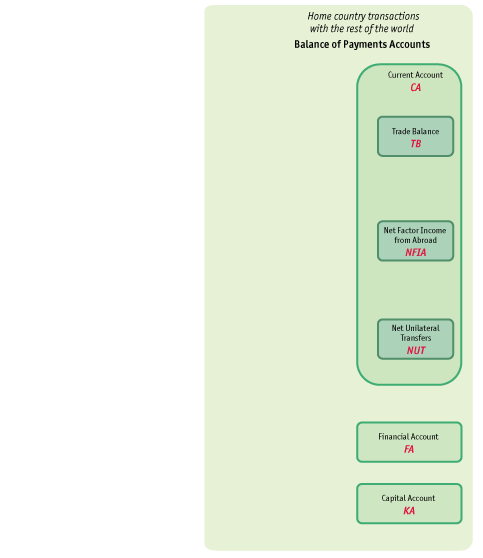 Home country transactions
with the rest of the world
Balance of Payments Accounts
Current Account
CA
Trade Balance
TB
Net Factor Income
from Abroad
NFIA
Net Unilateral
Transfers
NUT
Financial Account
FA
Capital Account
KA